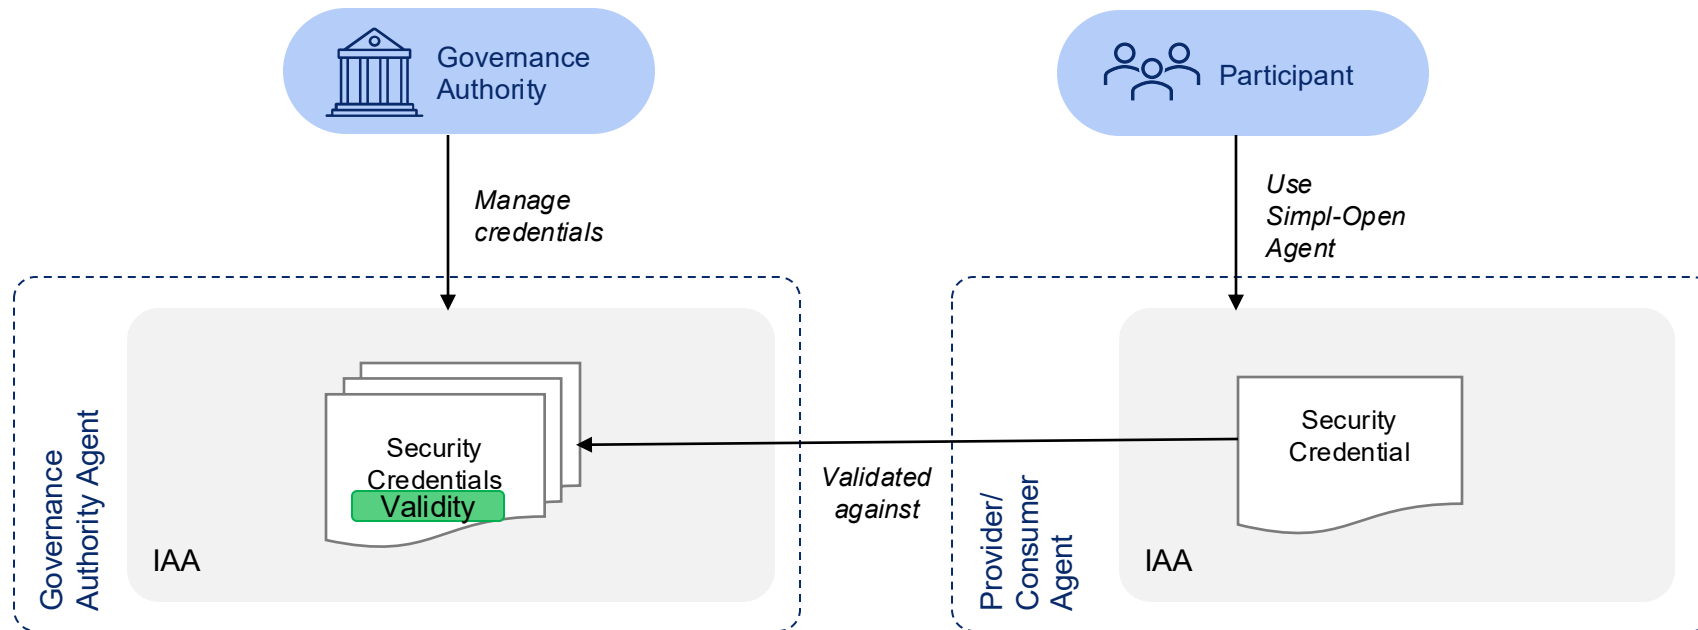 Governance
Authority
Participant
Manage
credentials
Use
Simpl-Open
Agent
Governance
Authority Agent
Security
Credentials
Validity
IAA
Validated
against
Provider/
Consumer
Agent
Security
Credential
IAA